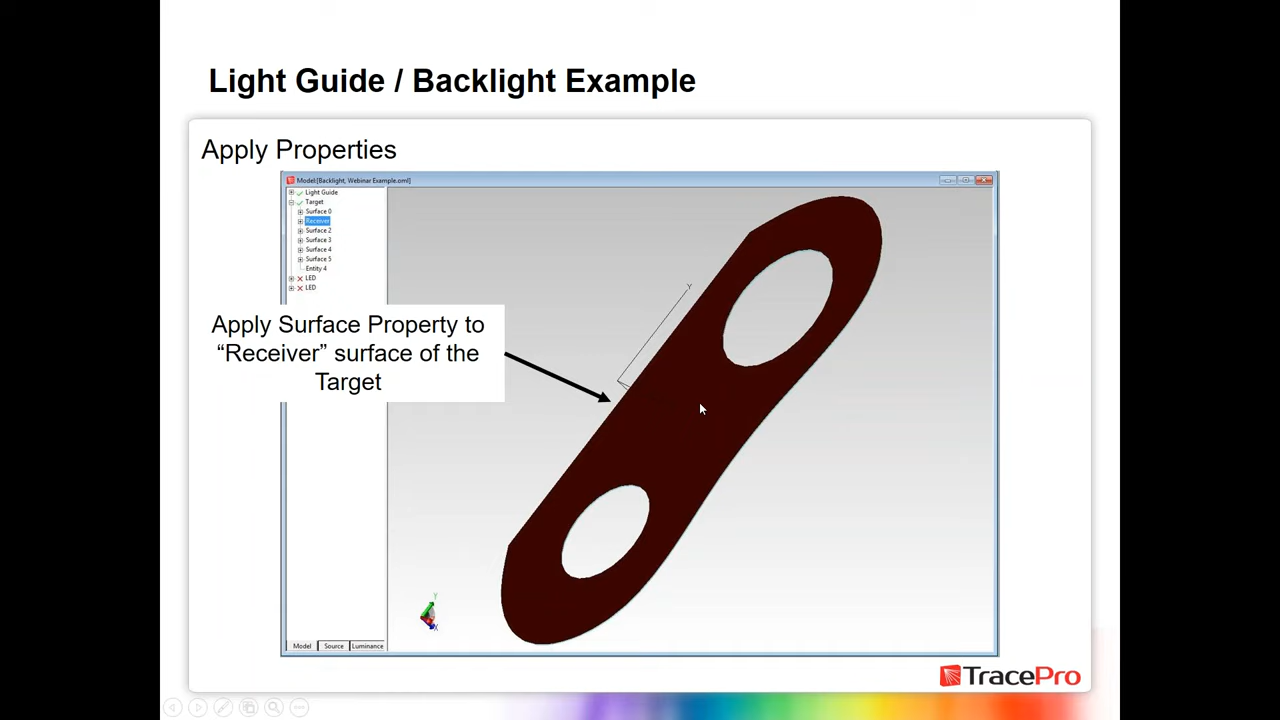 Light Guide / Backlight Example
Apply Properties
Model:[Backlight, Webinar Example.oml]
Light Guide
Target
Surface 0
Receiver
Surface 2
Surface 3
Surface 4
Surface 5
Entity 4
LED
LED
Apply Surface Property to
“Receiver” surface of the
Target
Y
Y
X
Model
Source
Luminance
TracePro